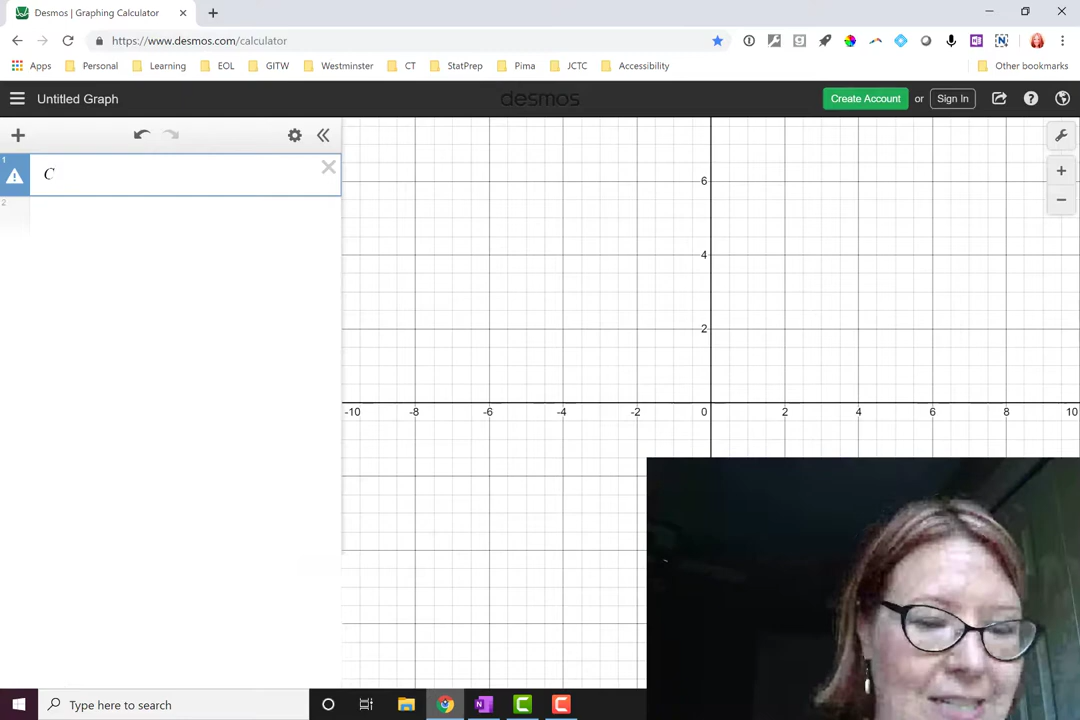 Desmos | Graphing Calculator
https://www.desmos.com/calculator
Apps Personal Learning EOL GITW Westminster CT StatPrep Pima JCTC Accessibility Other bookmarks
Untitled Graph desmos Create Account or Sign In
1
C
2
6
4
2
-10 -8 -6 -4 -2 0 2 4 6 8 10
Type here to search